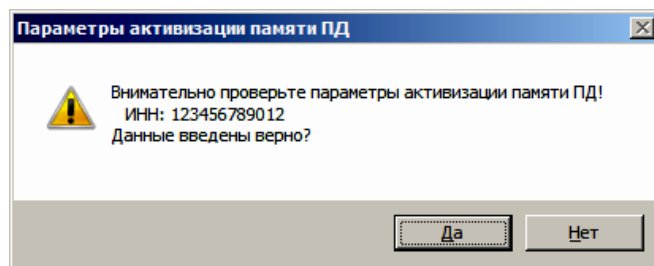 Параметры активизации памяти ПД
Внимательно проверьте параметры активизации памяти ПД!
ИНН: 123456789012
Данные введены верно?
Да
Нет